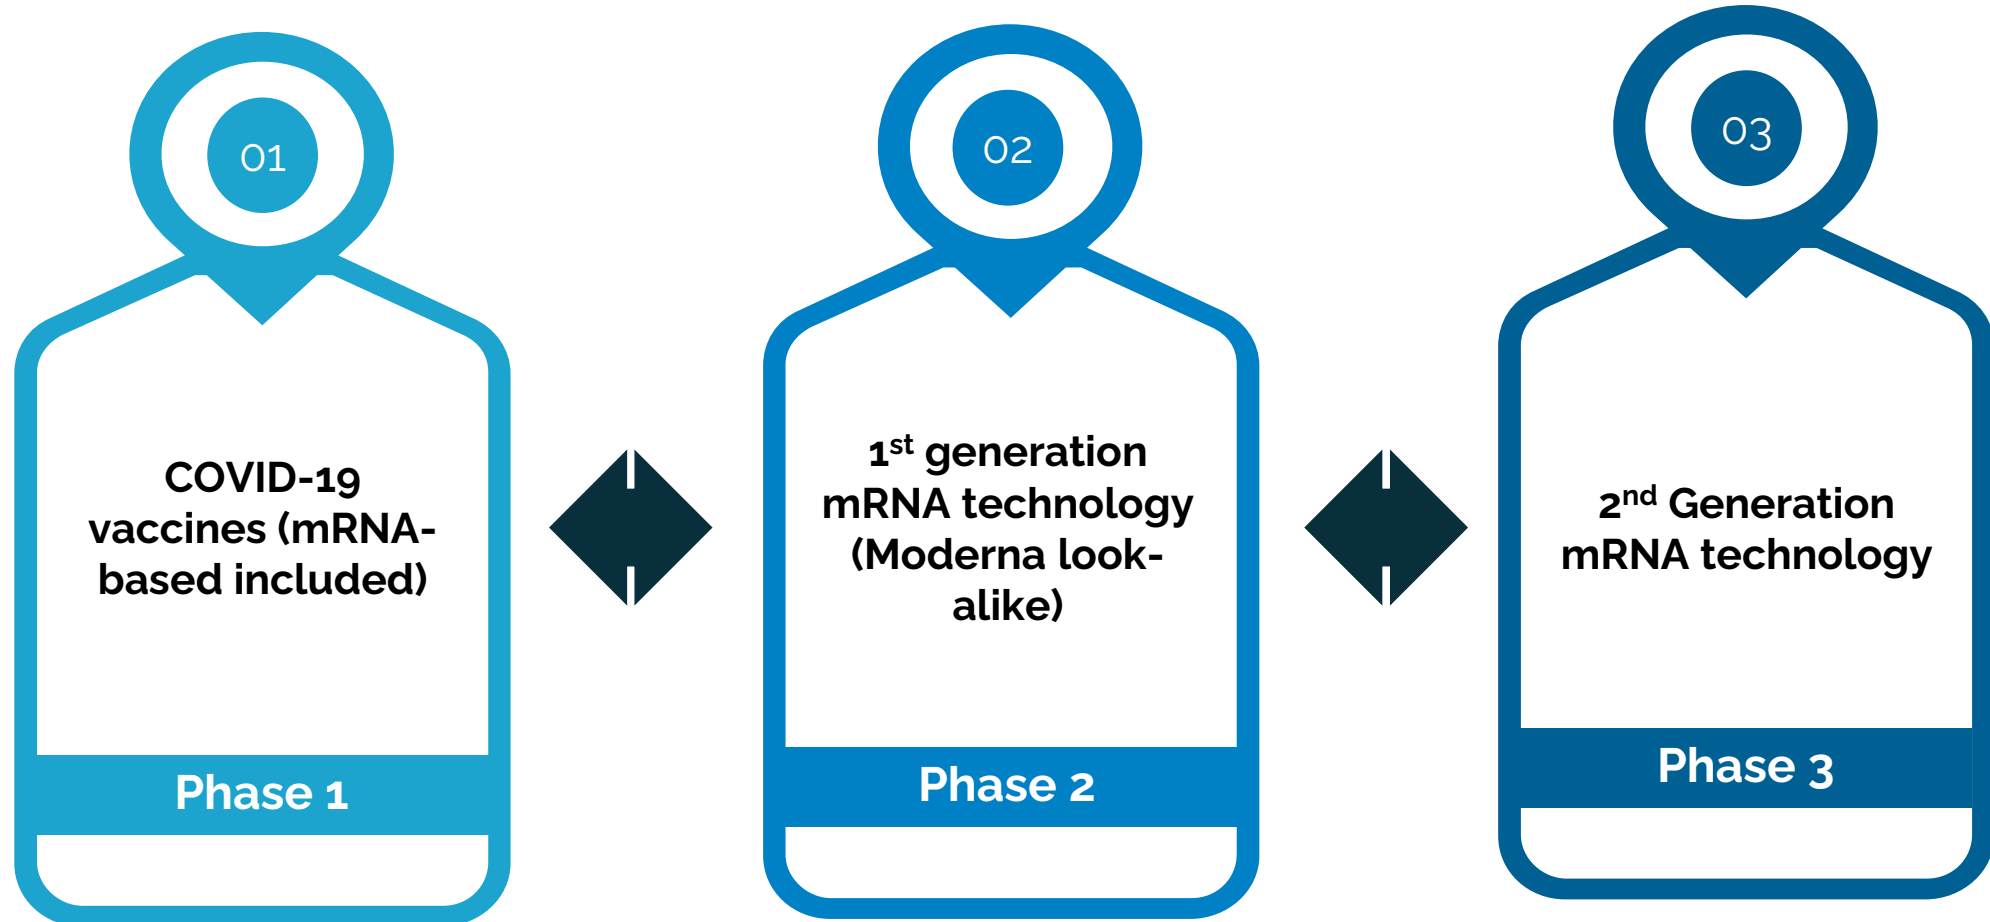 01
COVID-19
vaccines (mRNA-
based included)
Phase 1
02
1st generation
mRNA technology
(Moderna look-
alike)
Phase 2
03
2nd Generation
mRNA technology
Phase 3